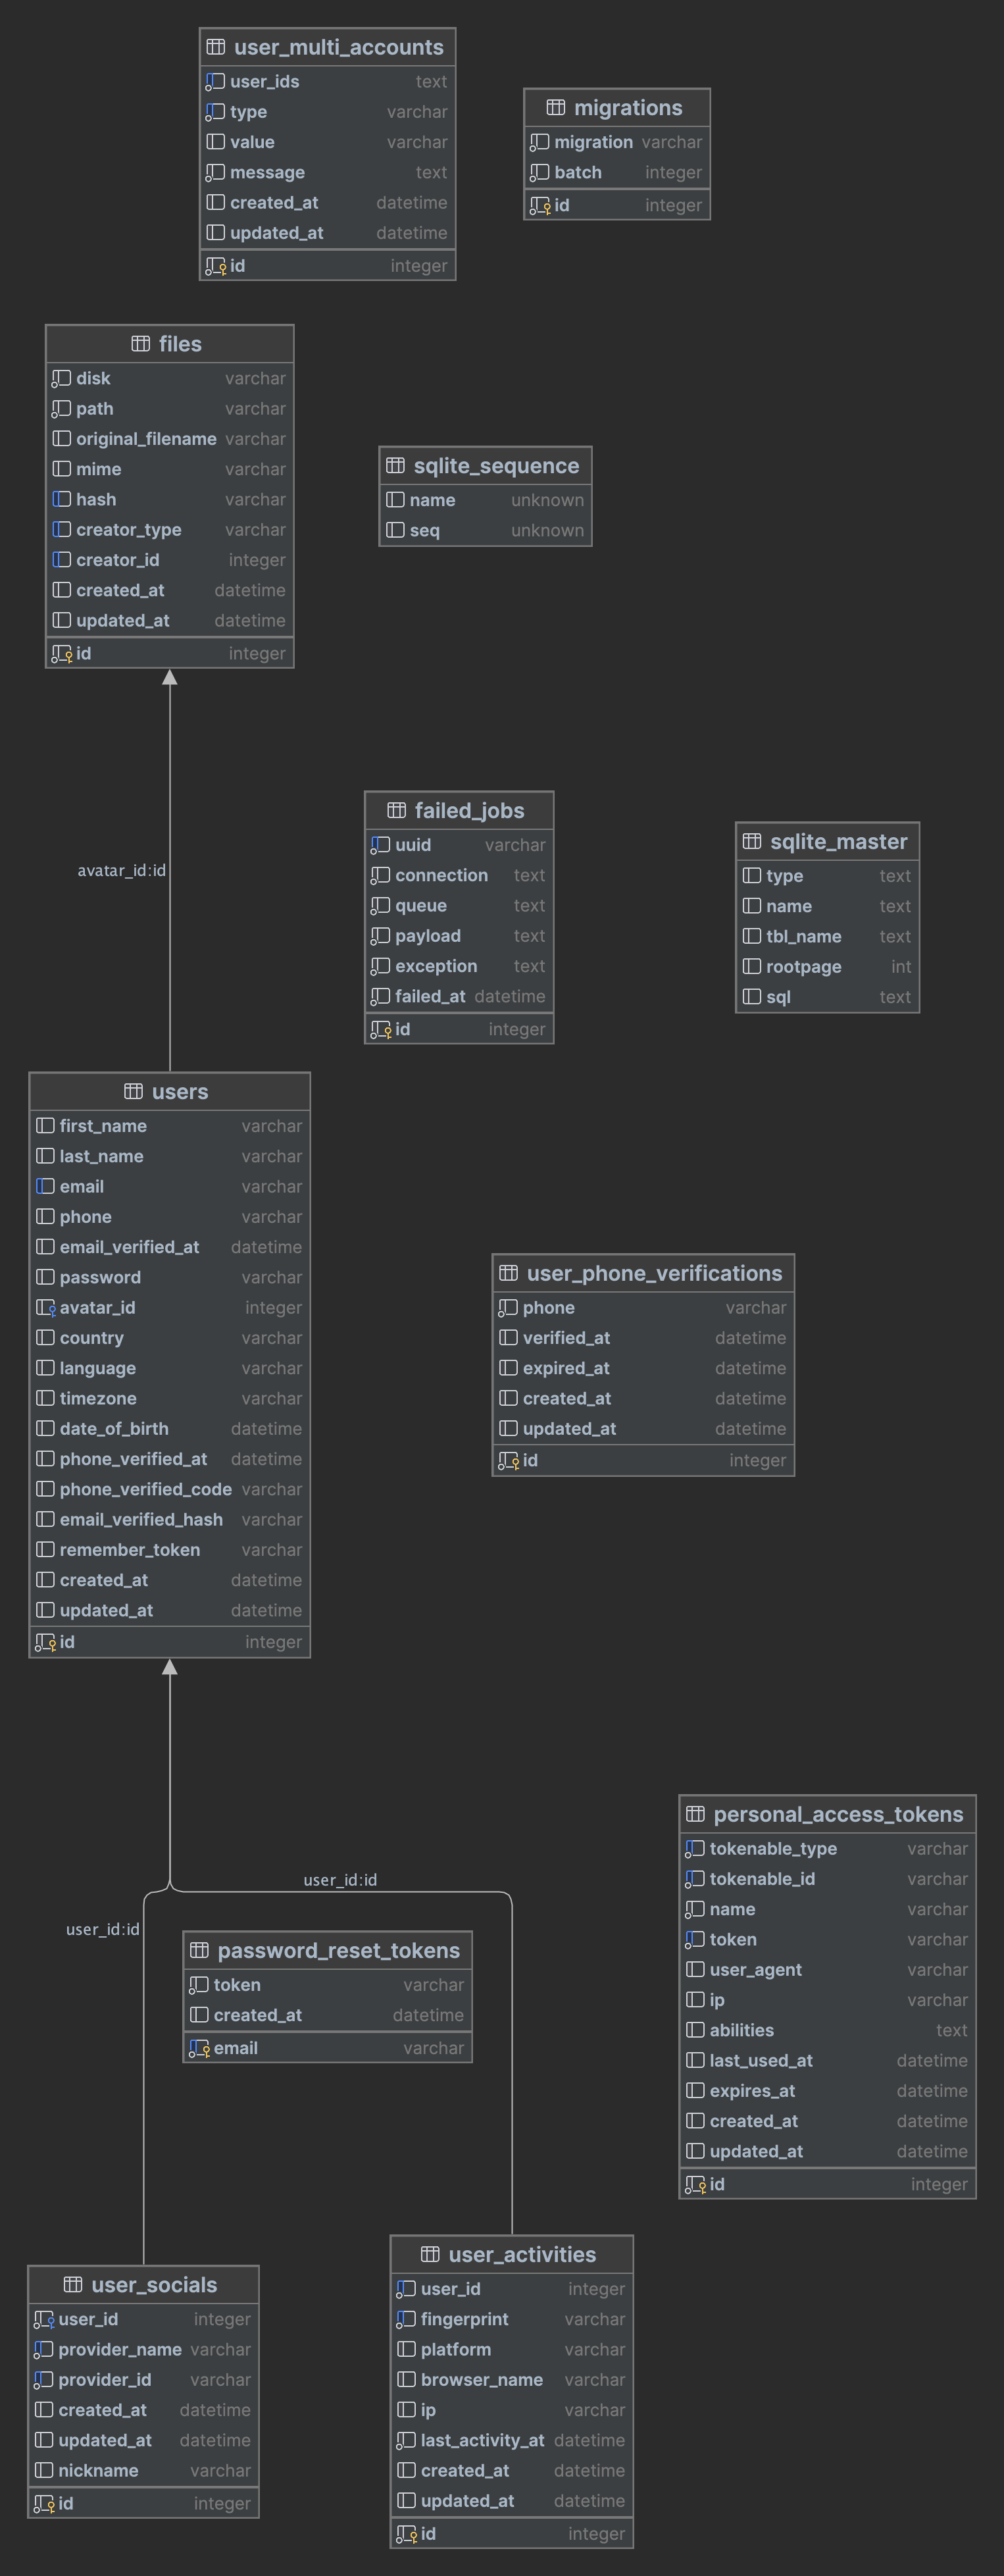 user_multi_accounts
user_ids text
type varchar
value varchar
message text
created_at datetime
updated_at datetime
id integer
migrations
migration varchar
batch integer
id integer
files
disk varchar
path varchar
original_filename varchar
mime varchar
hash varchar
creator_type varchar
creator_id integer
created_at datetime
updated_at datetime
id integer
sqlite_sequence
name unknown
seq unknown
avatar_id:id
failed_jobs
uuid varchar
connection text
queue text
payload text
exception text
failed_at datetime
id integer
sqlite_master
type text
name text
tbl_name text
rootpage int
sql text
users
first_name varchar
last_name varchar
email varchar
phone varchar
email_verified_at datetime
password varchar
avatar_id integer
country varchar
language varchar
timezone varchar
date_of_birth datetime
phone_verified_at datetime
phone_verified_code varchar
email_verified_hash varchar
remember_token varchar
created_at datetime
updated_at datetime
id integer
user_phone_verifications
phone varchar
verified_at datetime
expired_at datetime
created_at datetime
updated_at datetime
id integer
personal_access_tokens
tokenable_type varchar
tokenable_id varchar
name varchar
token varchar
user_agent varchar
ip varchar
abilities text
last_used_at datetime
expires_at datetime
created_at datetime
updated_at datetime
id integer
user_id:id
user_id:id
password_reset_tokens
token varchar
created_at datetime
email varchar
user_socials
user_id integer
provider_name varchar
provider_id varchar
created_at datetime
updated_at datetime
nickname varchar
id integer
user_activities
user_id integer
fingerprint varchar
platform varchar
browser_name varchar
ip varchar
last_activity_at datetime
created_at datetime
updated_at datetime
id integer